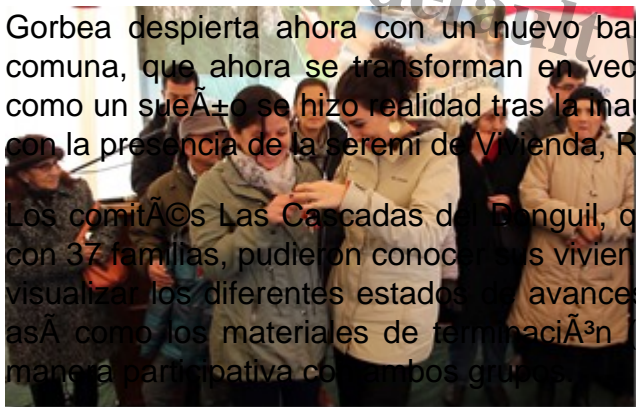 Gorbea despierta ahora con un nuevo bar
comuna, que ahora se transforman en vec
como un sueÃ±o se hizo realidad tras la inau
con la presencia de la seremi de Vivienda, R
Los comitÃ©s Las Cascadas del Donguil, q
con 37 familias, pudieron conocer sus vivien
visualizar los diferentes estados de avances
asÃ­ como los materiales de terminaciÃ³n
manera participativa con ambos grupos.
default